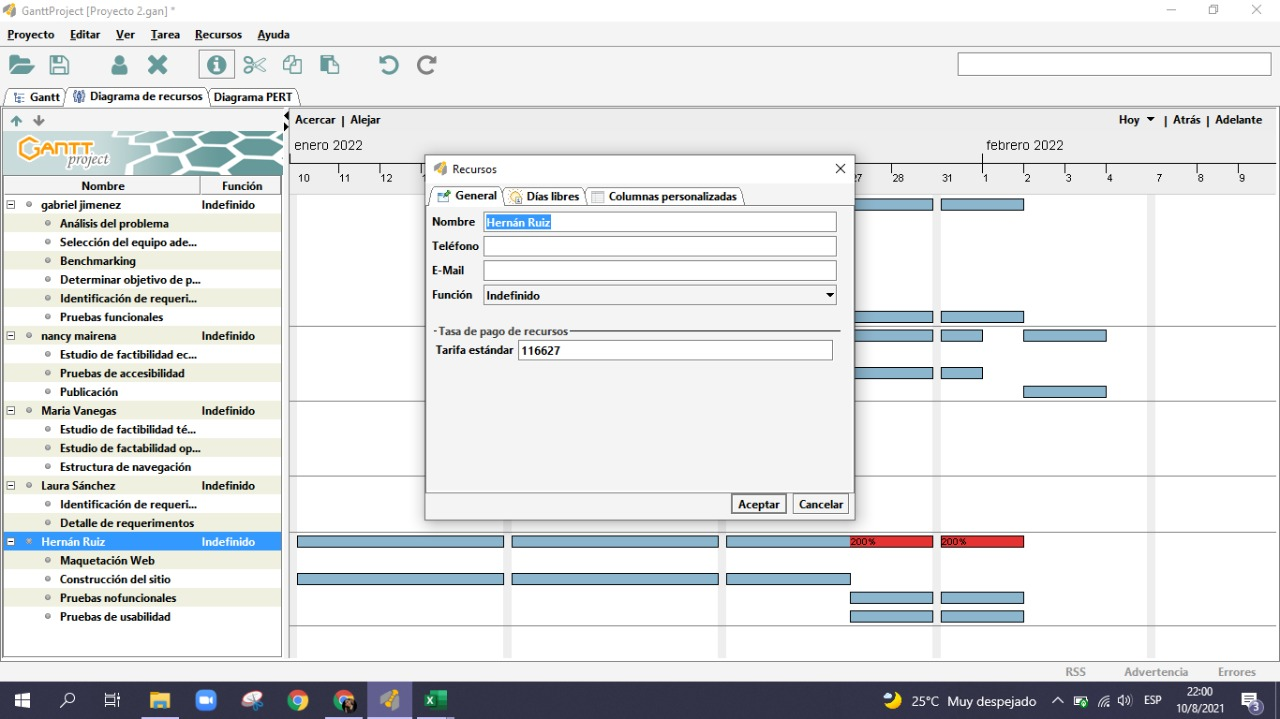 GanttProject [Proyecto 2.gan] *
Proyecto Editar Ver Tarea Recursos Ayuda
Gantt Diagrama de recursos Diagrama PERT
Acercar | Alejar Hoy | Atrás | Adelante
GANTT project
enero 2022 febrero 2022
10 11 12 27 28 31 1 2 3 4 7 8 9
Nombre Función
gabriel jimenez Indefinido
Análisis del problema
Selección del equipo ade...
Benchmarking
Determinar objetivo de p...
Identificación de requeri...
Pruebas funcionales
nancy mairena Indefinido
Estudio de factibilidad ec...
Pruebas de accesibilidad
Publicación
Maria Vanegas Indefinido
Estudio de factibilidad té...
Estudio de factabilidad op...
Estructura de navegación
Laura Sánchez Indefinido
Identificación de requeri...
Detalle de requerimentos
Hernán Ruiz Indefinido
200% 200%
Maquetación Web
Construcción del sitio
Pruebas nofuncionales
Pruebas de usabilidad
Recursos
General Días libres Columnas personalizadas
Nombre Hernán Ruiz
Teléfono
E-Mail
Función Indefinido
Tasa de pago de recursos
Tarifa estándar 116627
Aceptar Cancelar
RSS Advertencia Errores
25°C Muy despejado ESP 22:00
10/8/2021 3